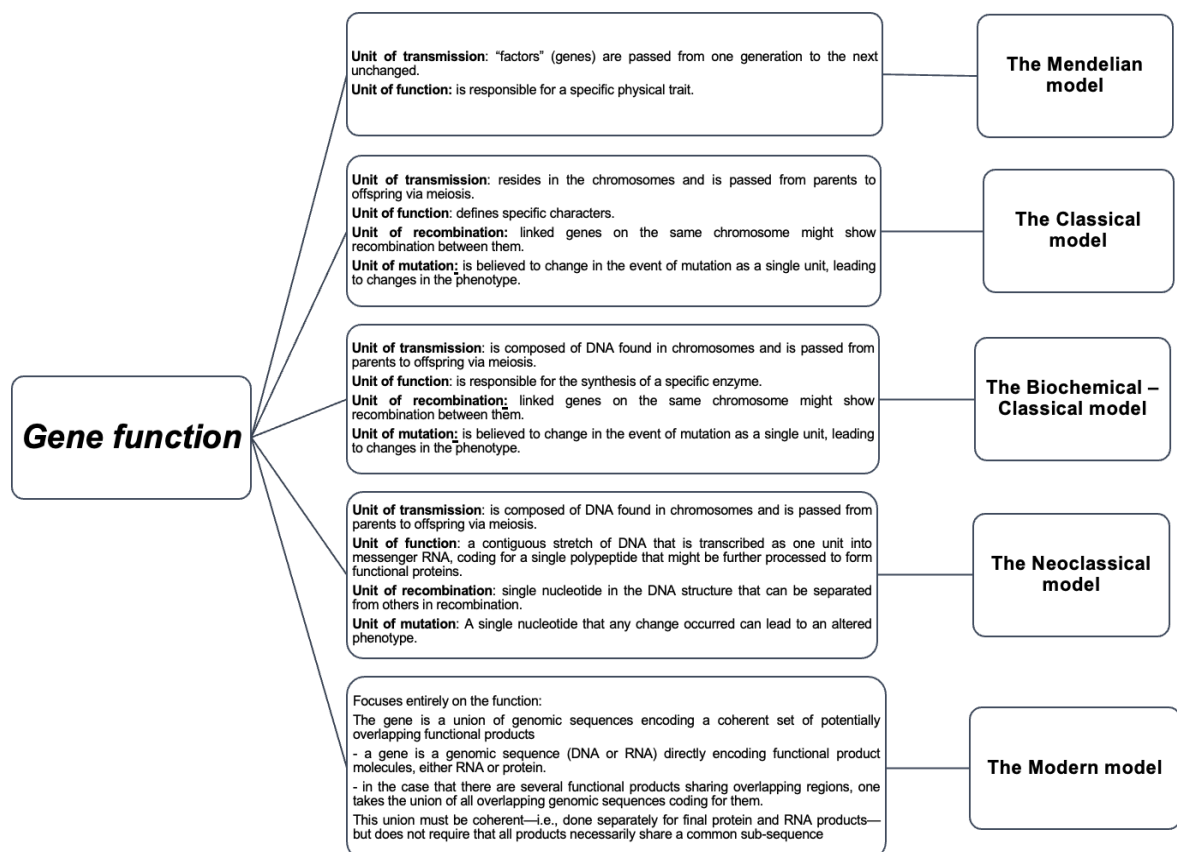 Unit of transmission: “factors” (genes) are passed from one generation to the next
unchanged.
Unit of function: is responsible for a specific physical trait.
The Mendelian
model
Unit of transmission: resides in the chromosomes and is passed from parents to
offspring via meiosis.
Unit of function: defines specific characters.
Unit of recombination: linked genes on the same chromosome might show
recombination between them.
Unit of mutation: is believed to change in the event of mutation as a single unit, leading
to changes in the phenotype.
The Classical
model
Gene function
Unit of transmission: is composed of DNA found in chromosomes and is passed from
parents to offspring via meiosis.
Unit of function: is responsible for the synthesis of a specific enzyme.
Unit of recombination: linked genes on the same chromosome might show
recombination between them.
Unit of mutation: is believed to change in the event of mutation as a single unit, leading
to changes in the phenotype.
The Biochemical –
Classical model
Unit of transmission: is composed of DNA found in chromosomes and is passed from
parents to offspring via meiosis.
Unit of function: a contiguous stretch of DNA that is transcribed as one unit into
messenger RNA, coding for a single polypeptide that might be further processed to form
functional proteins.
Unit of recombination: single nucleotide in the DNA structure that can be separated
from others in recombination.
Unit of mutation: A single nucleotide that any change occurred can lead to an altered
phenotype.
The Neoclassical
model
Focuses entirely on the function:
The gene is a union of genomic sequences encoding a coherent set of potentially
overlapping functional products
- a gene is a genomic sequence (DNA or RNA) directly encoding functional product
molecules, either RNA or protein.
- in the case that there are several functional products sharing overlapping regions, one
takes the union of all overlapping genomic sequences coding for them.
This union must be coherent—i.e., done separately for final protein and RNA products—
but does not require that all products necessarily share a common sub-sequence
The Modern model